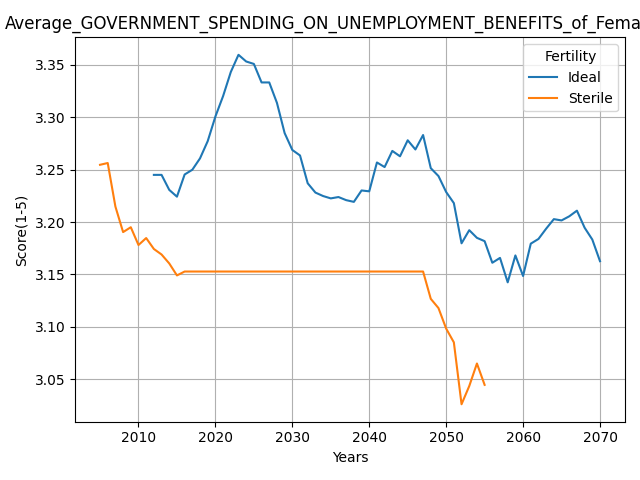 Average_GOVERNMENT_SPENDING_ON_UNEMPLOYMENT_BENEFITS_of_Fema
Fertility
Ideal
Sterile
Score(1-5)
3.35
3.30
3.25
3.20
3.15
3.10
3.05
2010 2020 2030 2040 2050 2060 2070
Years